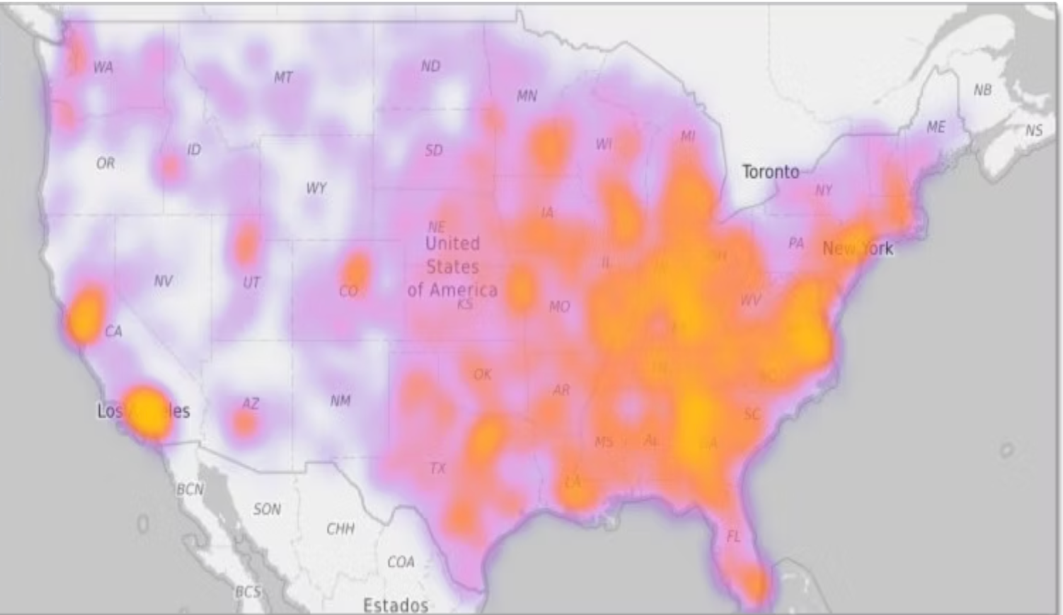 WA
MT
ND
MN
NB
ME
NS
OR
ID
SD
WI
MI
Toronto
WY
NY
IA
NE
United
States
of America
PA
New York
NV
UT
CO
KS
IL
MO
WV
CA
OK
AR
NM
AZ
SC
MS
AL
TX
LA
BCN
SON
CHH
FL
COA
BCS
Estados